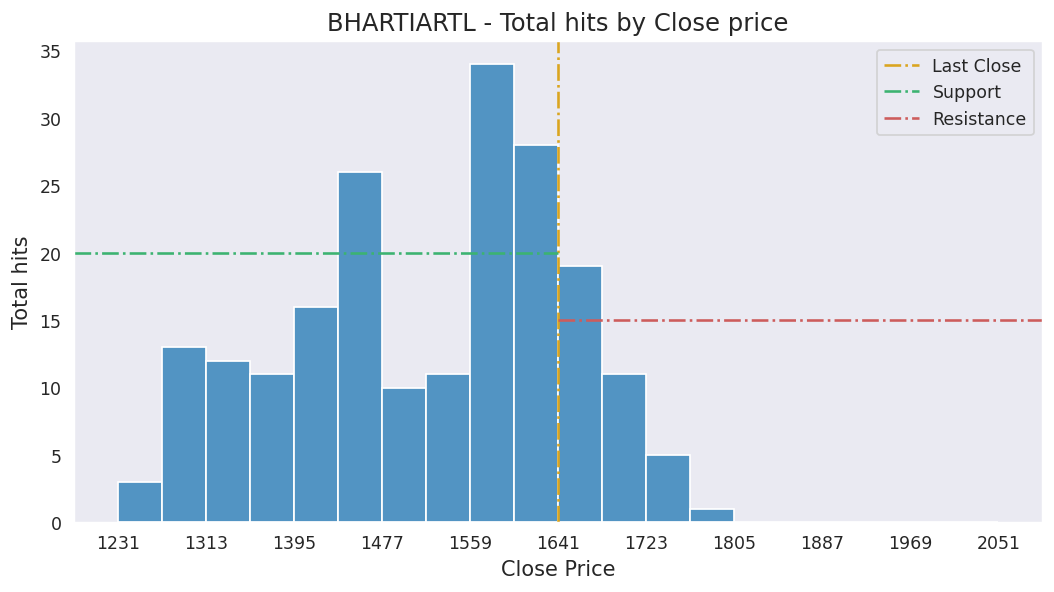 BHARTIARTL - Total hits by Close price
Last Close
Support
Resistance
Total hits
35
30
25
20
15
10
5
0
1231 1313 1395 1477 1559 1641 1723 1805 1887 1969 2051
Close Price